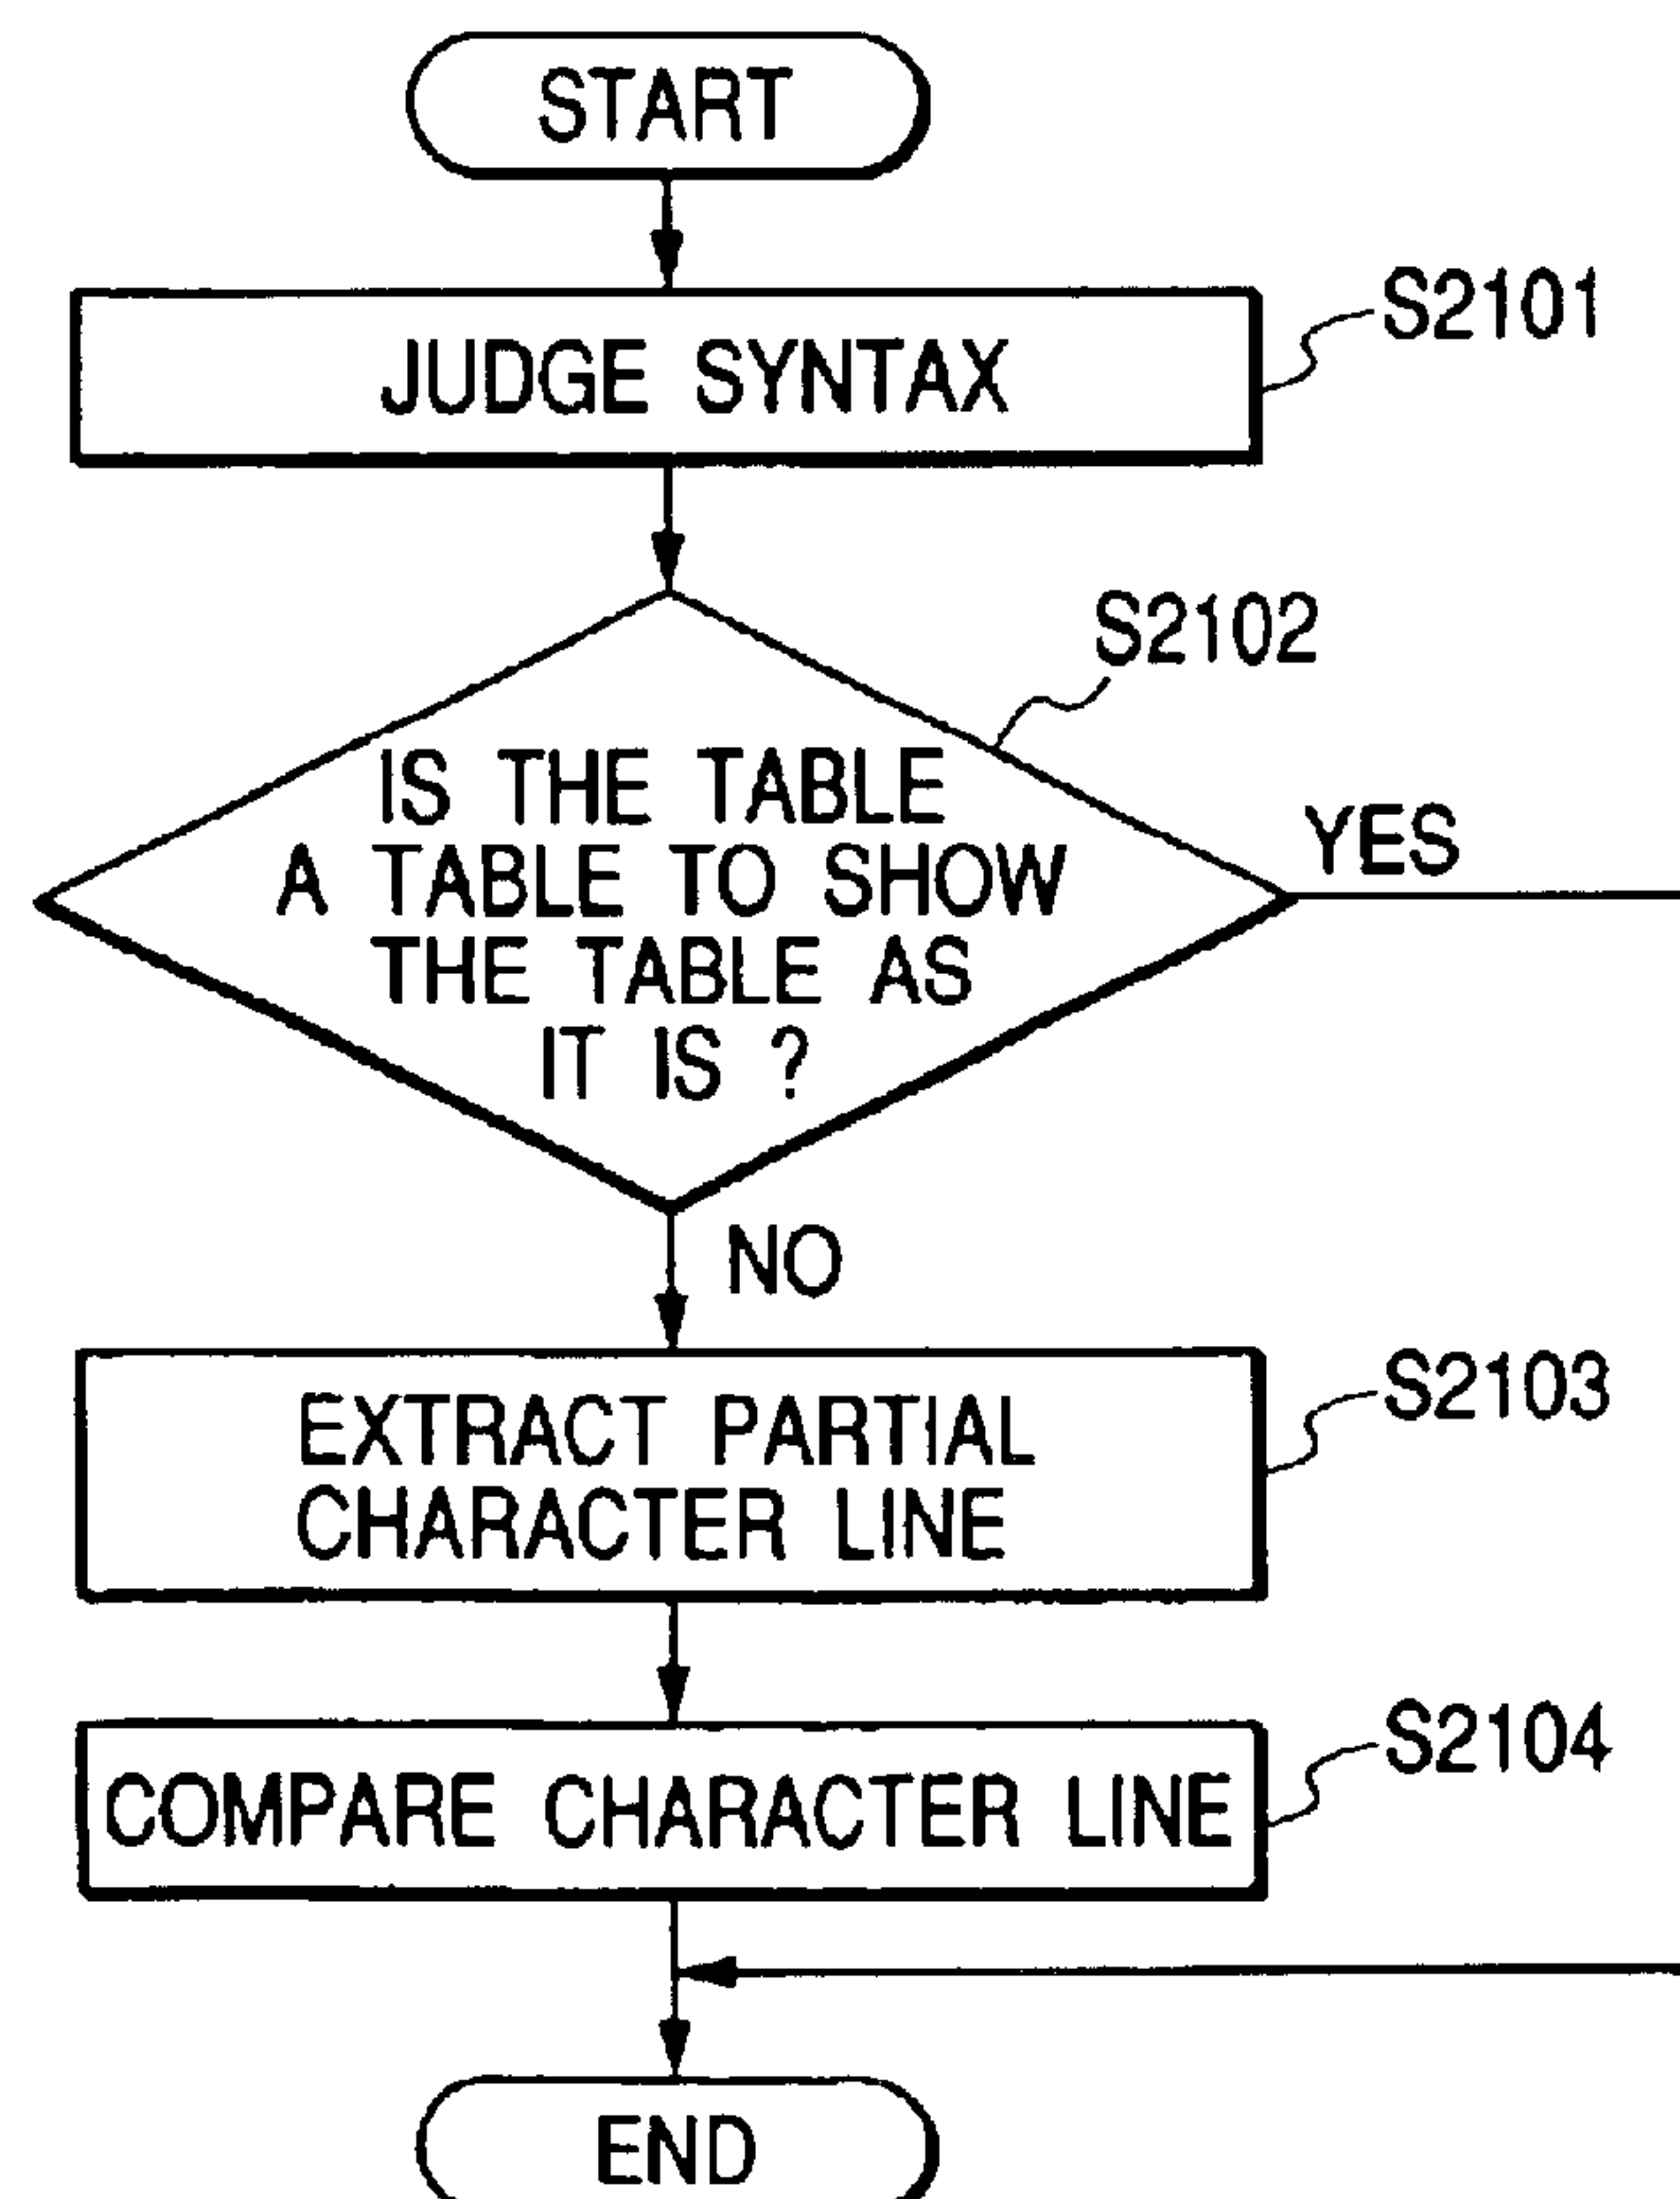 START
JUDGE SYNTAX
S2101
S2102
IS THE TABLE
A TABLE TO SHOW
THE TABLE AS
IT IS ?
YES
NO
EXTRACT PARTIAL
CHARACTER LINE
S2103
COMPARE CHARACTER LINE
S2104
END